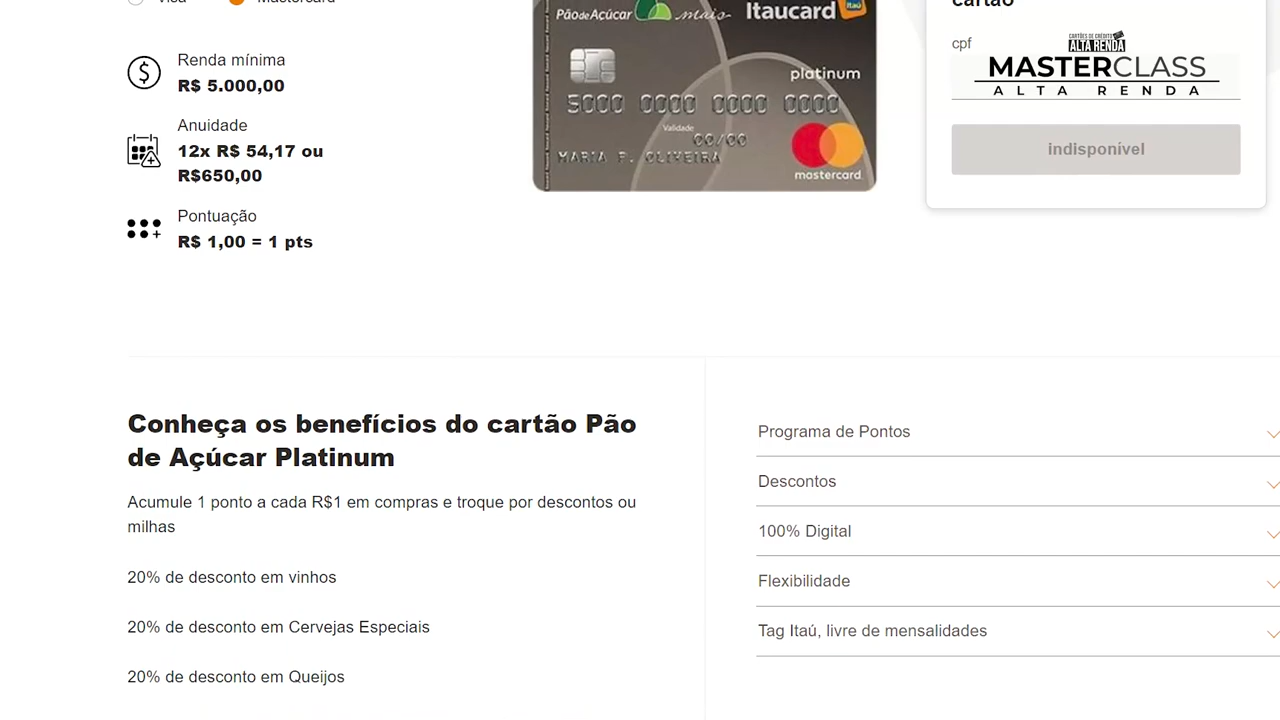 Visa
Mastercard
Renda mínima
R$ 5.000,00
Anuidade
12x R$ 54,17 ou
R$650,00
Pontuação
R$ 1,00 = 1 pts
PãodeAçúcar mais Itaucard Itaú
platinum
5000 0000 0000 0000
Validade
00/00
MARIA F. OLIVEIRA
mastercard
cartão
cpf
CARTÕES DE CRÉDITO
ALTA RENDA
MASTERCLASS
ALTA RENDA
indisponível
Conheça os benefícios do cartão Pão
de Açúcar Platinum
Acumule 1 ponto a cada R$1 em compras e troque por descontos ou
milhas
20% de desconto em vinhos
20% de desconto em Cervejas Especiais
20% de desconto em Queijos
Programa de Pontos
Descontos
100% Digital
Flexibilidade
Tag Itaú, livre de mensalidades